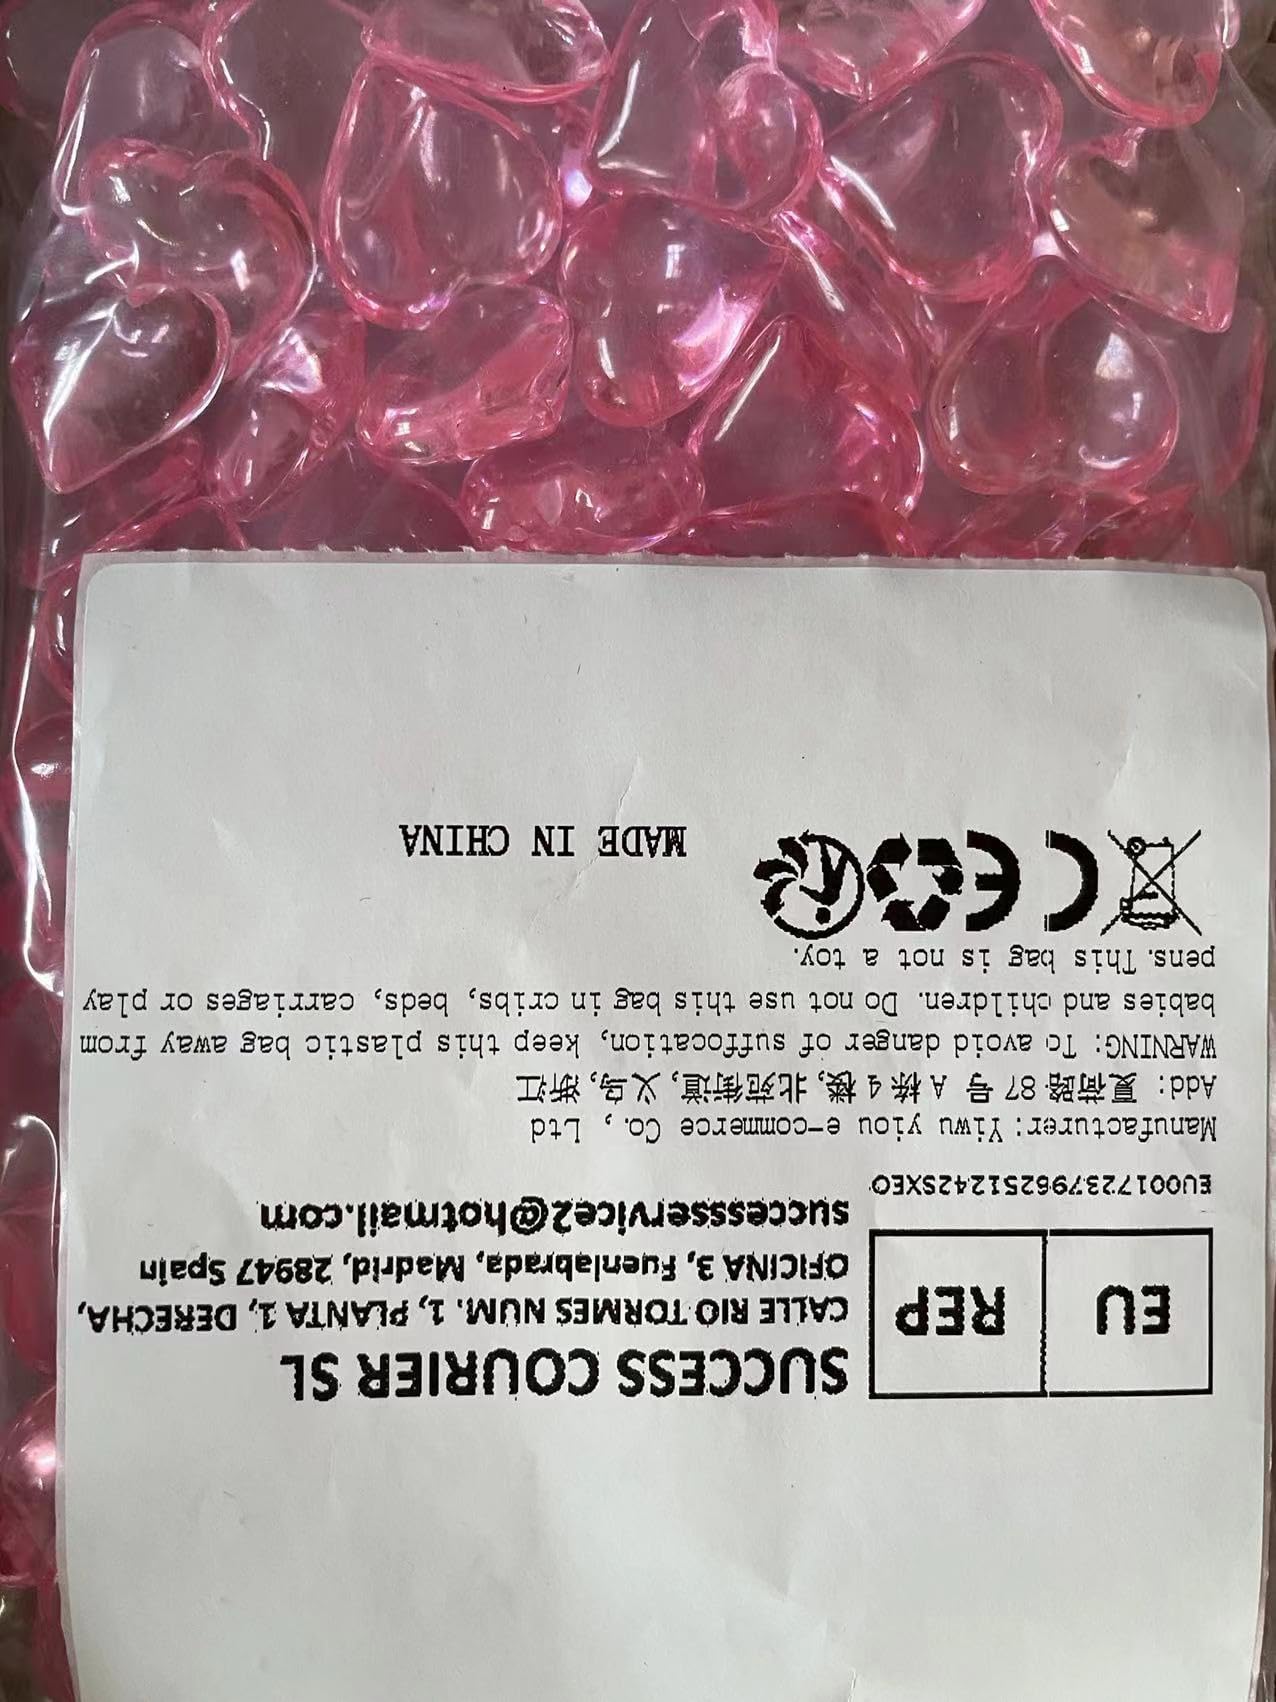 EU REP
SUCCESS COURIER SL
CALLE RIO TORMES NUM. 1, PLANTA 1, DERECHA,
OFICINA 3, Fuenlabrada, Madrid, 28947 Spain
successservice2@hotmail.com
EU001723796251242SXEO
Manufacturer: Yiwu yiou e-commerce Co. , Ltd
Add: 夏荷路 87 号 A 栋 4 楼, 北苑街道, 义乌, 浙江
WARNING: To avoid danger of suffocation, keep this plastic bag away from
babies and children. Do not use this bag in cribs, beds, carriages or play
pens. This bag is not a toy.
CE
MADE IN CHINA